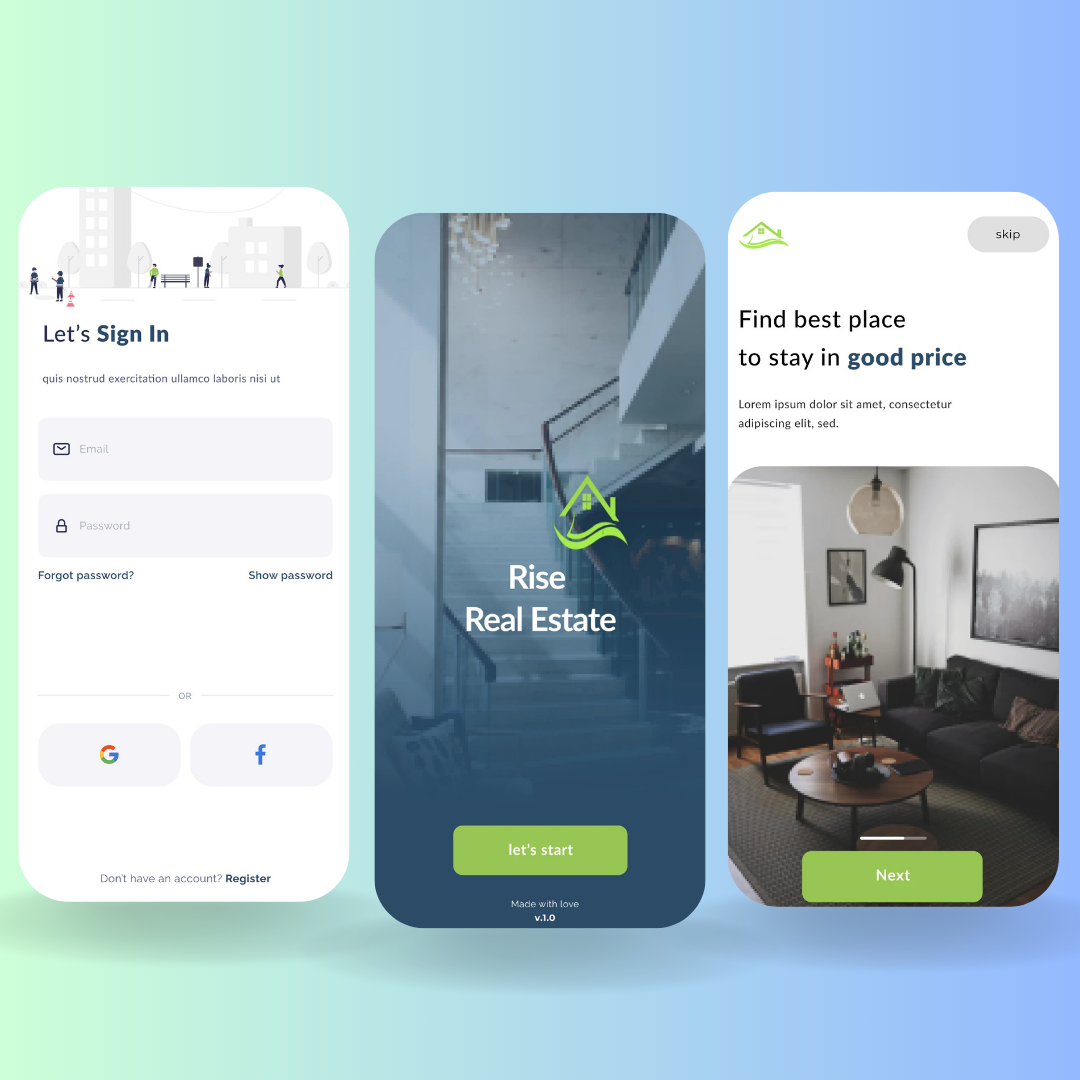 Let's Sign In
quis nostrud exercitation ullamco laboris nisi ut
Email
Password
Forgot password?
Show password
OR
Don't have an account? Register
Rise
Real Estate
let's start
Made with love
v.1.0
skip
Find best place
to stay in good price
Lorem ipsum dolor sit amet, consectetur
adipiscing elit, sed.
Next